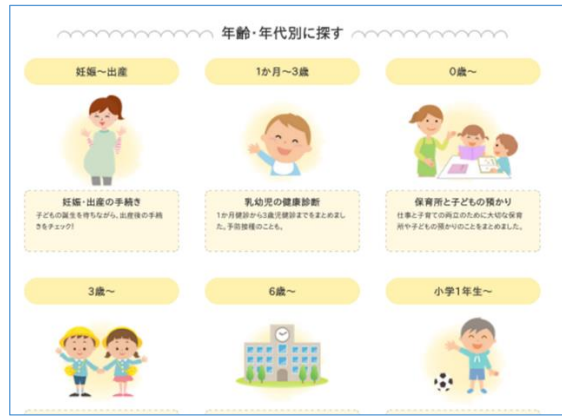 年齢・年代別に探す
妊娠～出産
1か月～3歳
0歳～
妊娠・出産の手続き
子どもの誕生を待ちながら、出産後の手続
きをチェック!
乳幼児の健康診断
1か月健診から3歳児健診までをまとめまし
た。予防接種のことも。
保育所と子どもの預かり
仕事と子育ての両立のために大切な保育
所や子どもの預かりのことをまとめました。
3歳～
6歳～
小学1年生～